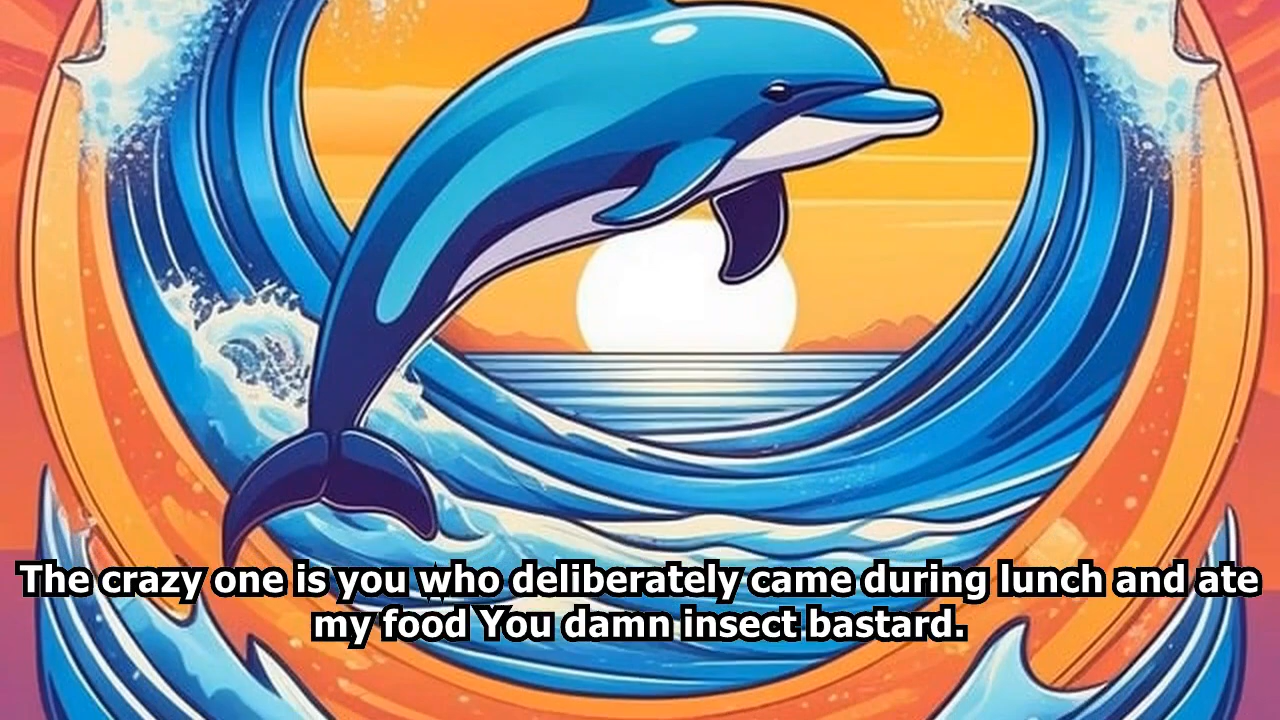 The crazy one is you who deliberately came during lunch and ate
my food You damn insect bastard.